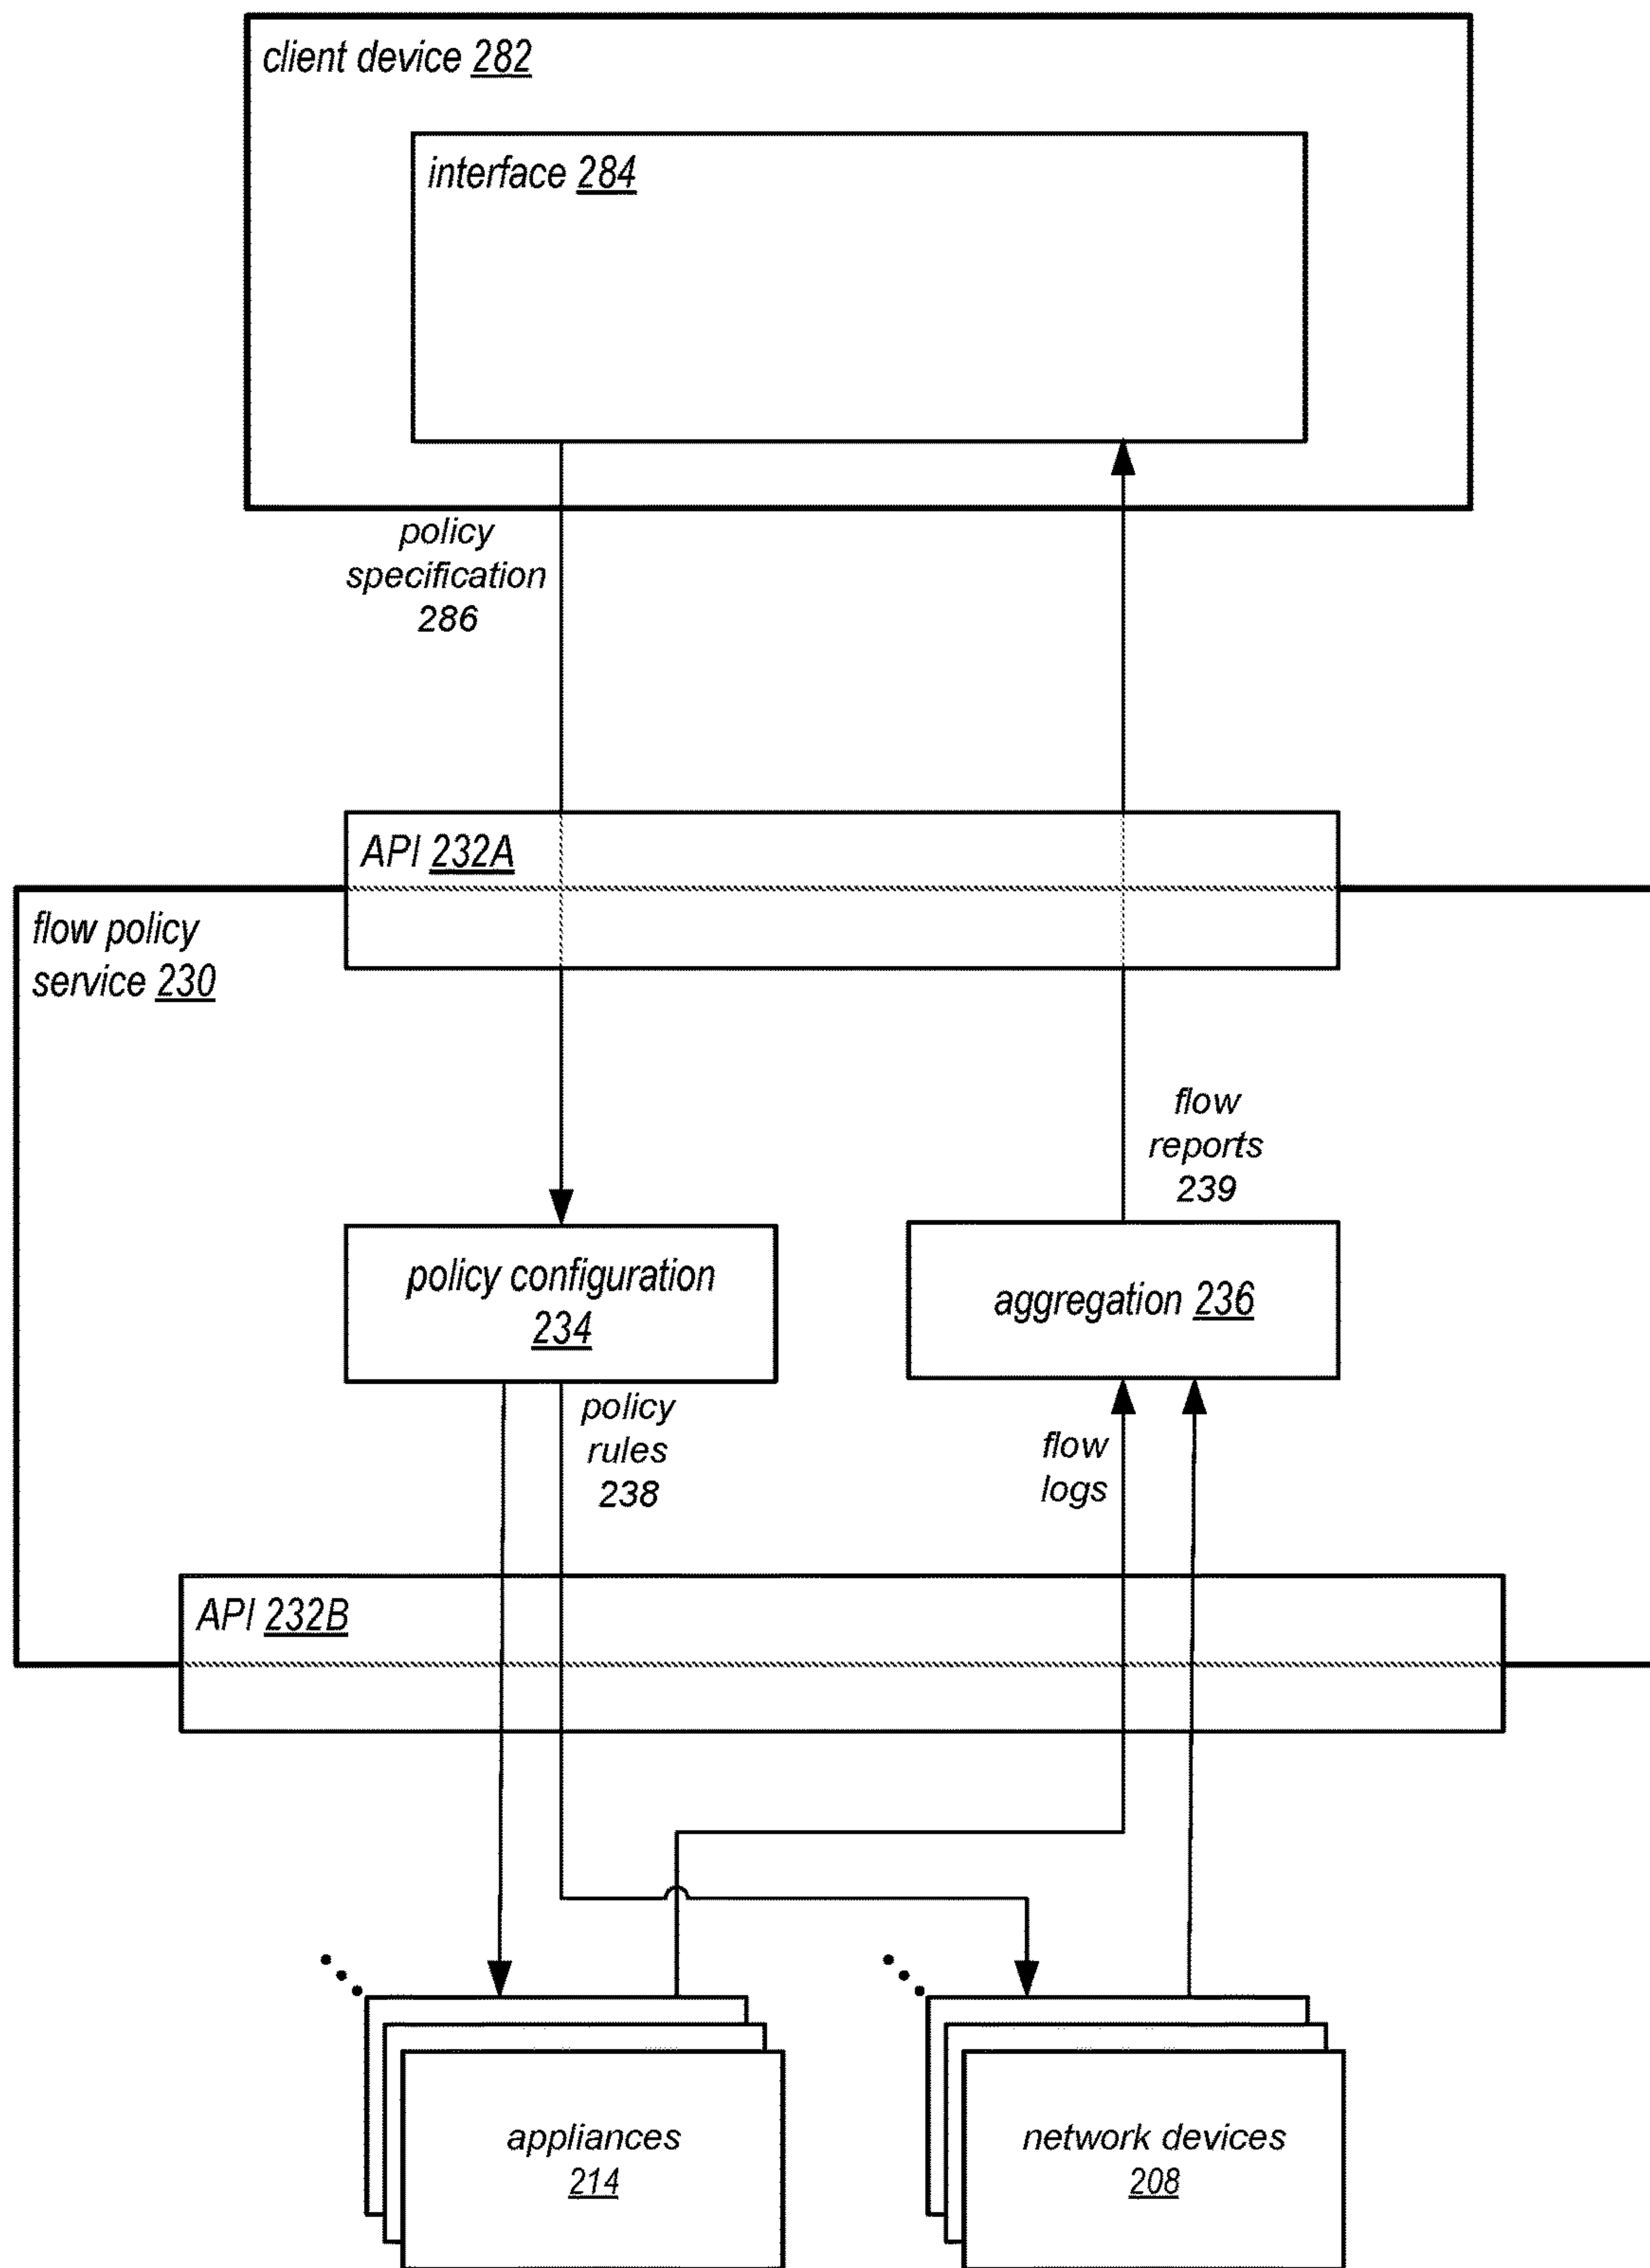 client device 282
interface 284
policy
specification
286
API 232A
flow policy
service 230
flow
reports
239
policy configuration
234
aggregation 236
policy
rules
238
flow
logs
API 232B
appliances
214
network devices
208